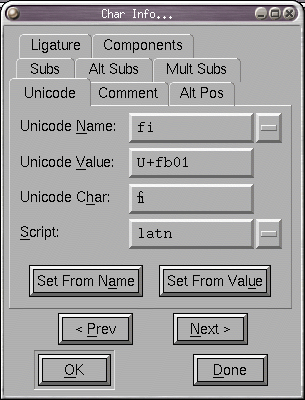 Char Info...
Ligature Components
Subs Alt Subs Mult Subs
Unicode Comment Alt Pos
Unicode Name: fi
Unicode Value: U+fb01
Unicode Char: ﬁ
Script: latn
Set From Name Set From Value
< Prev Next >
OK Done